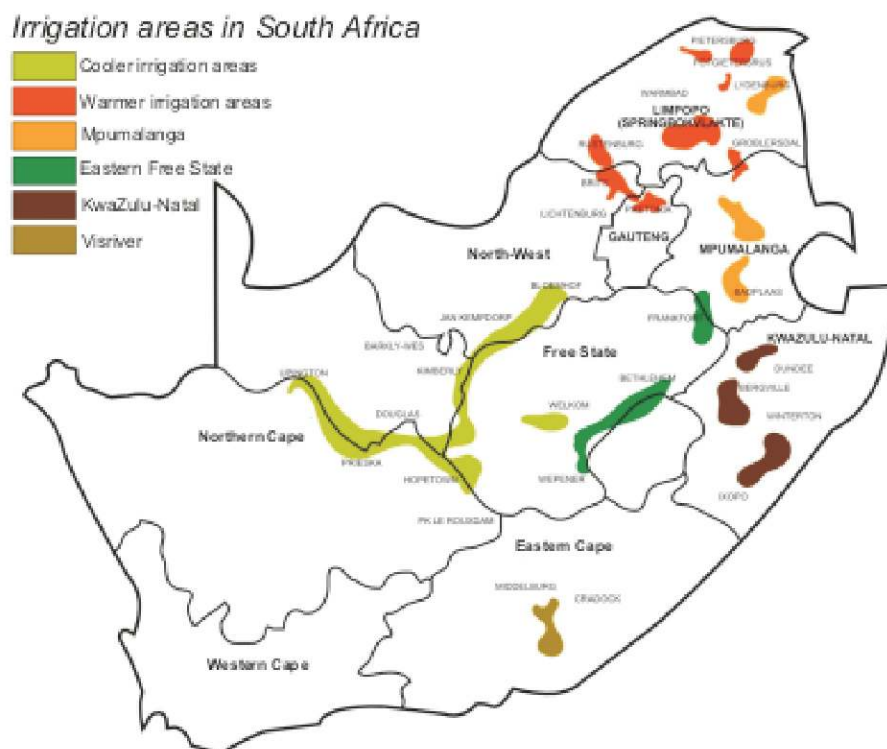 Irrigation areas in South Africa
Cooler irrigation areas
Warmer irrigation areas
Mpumalanga
Eastern Free State
KwaZulu-Natal
Visriver
PIETERSBURG
POTGIETERSRUS
LYDENBURG
WARMBAD
LIMPOPO
(SPRINGBOKVLAKTE)
RUSTENBURG
GROBLERSDAL
BRITS
PRETORIA
LICHTENBURG
GAUTENG
North-West
MPUMALANGA
BLOEMHOF
BADPLAAS
JAN KEMPDORP
FRANKFORT
BARKLY-WES
Free State
KWAZULU-NATAL
UPINGTON
KIMBERLY
BETHLEHEM
DUNDEE
BERGVILLE
DOUGLAS
WELKOM
WINTERTON
Northern Cape
PRIESKA
HOPETOWN
WEPENER
IXOPO
PK LE ROUXDAM
Eastern Cape
MIDDELBURG
CRADOCK
Western Cape